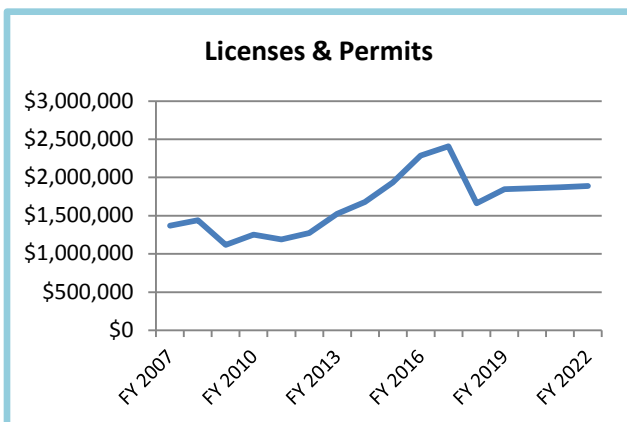 Licenses & Permits
$3,000,000
$2,500,000
$2,000,000
$1,500,000
$1,000,000
$500,000
$0
FY 2007
FY 2010
FY 2013
FY 2016
FY 2019
FY 2022